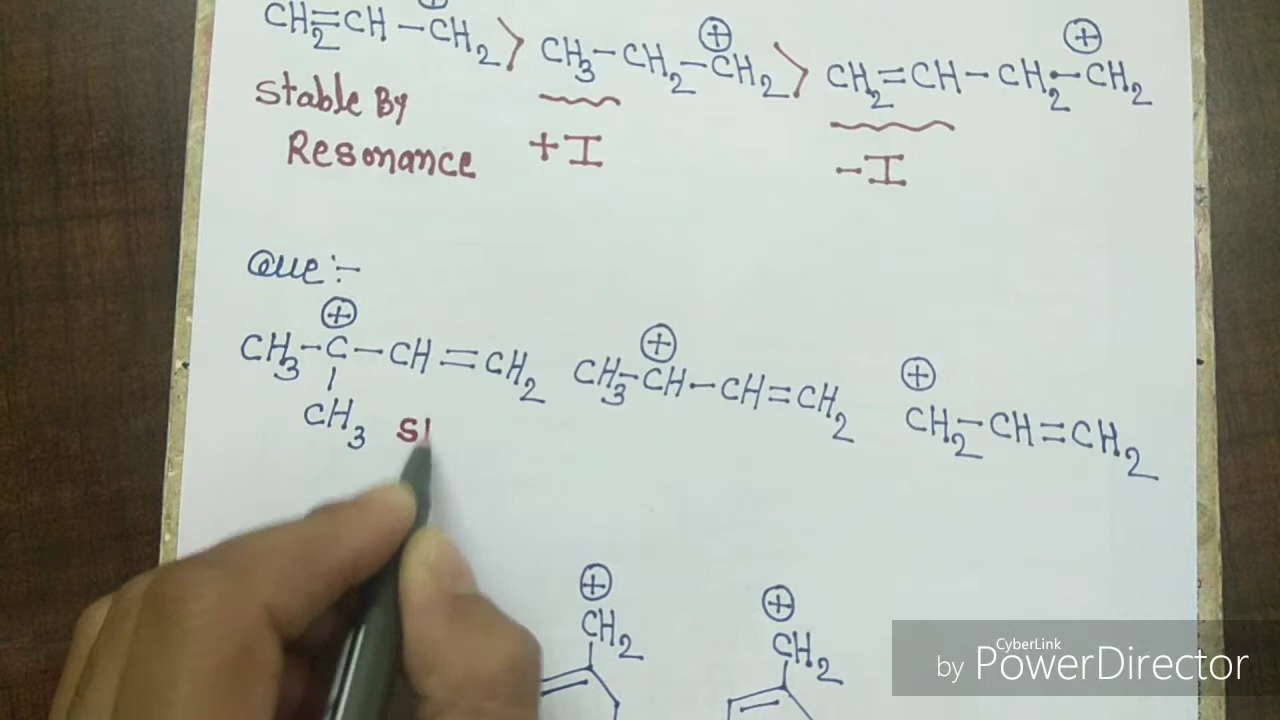 CH₂=CH-CH₂ > CH₃-CH₂-CH₂ > CH₂=CH-CH₂-CH₂
⊕ ⊕ ⊕
Stable By
Resonance
+I
-I
Que:-
⊕ ⊕ ⊕
CH₃-C-CH=CH₂ CH₃-CH-CH=CH₂ CH₂-CH=CH₂
CH₃
⊕ ⊕
CH₂ CH₂
CyberLink
by PowerDirector